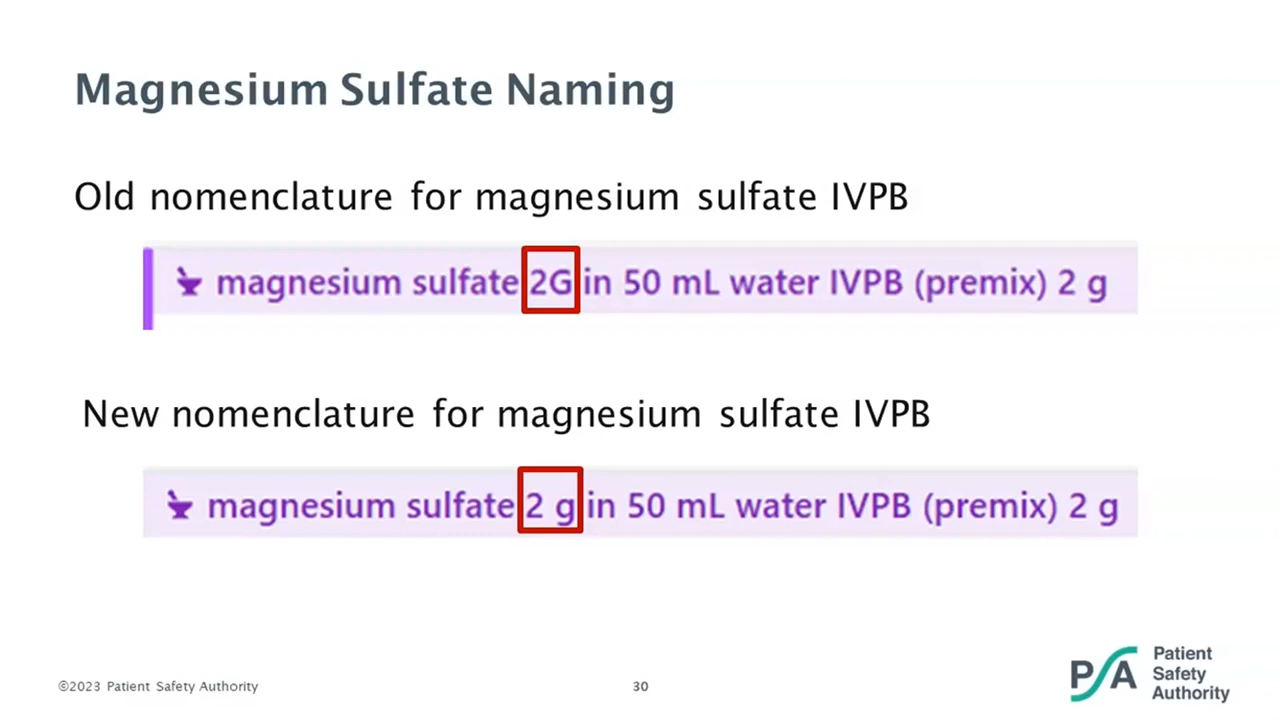 Magnesium Sulfate Naming
Old nomenclature for magnesium sulfate IVPB
magnesium sulfate 2G in 50 mL water IVPB (premix) 2 g
New nomenclature for magnesium sulfate IVPB
magnesium sulfate 2 g in 50 mL water IVPB (premix) 2 g
©2023 Patient Safety Authority
30
PSA
Patient
Safety
Authority